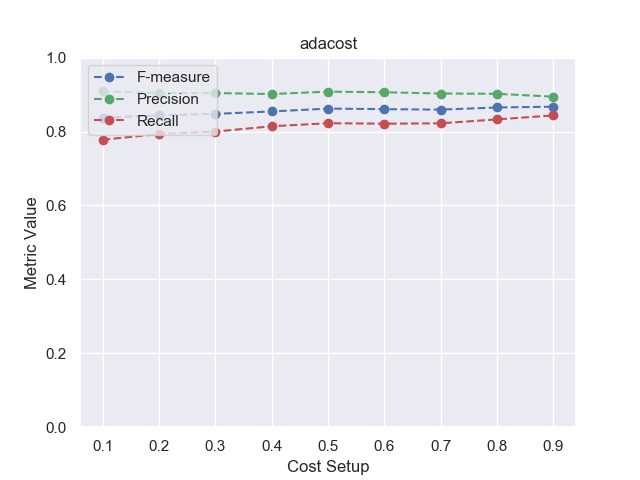 adacost
F-measure
Precision
Recall
Metric Value
1.0
0.8
0.6
0.4
0.2
0.0
0.1 0.2 0.3 0.4 0.5 0.6 0.7 0.8 0.9
Cost Setup